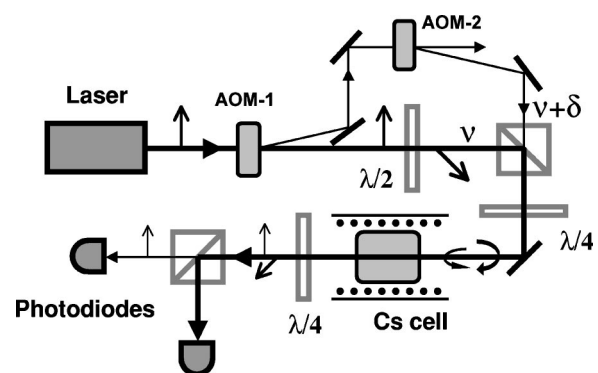 AOM-2
Laser
AOM-1
ν
ν+δ
λ/2
λ/4
Photodiodes
λ/4
Cs cell